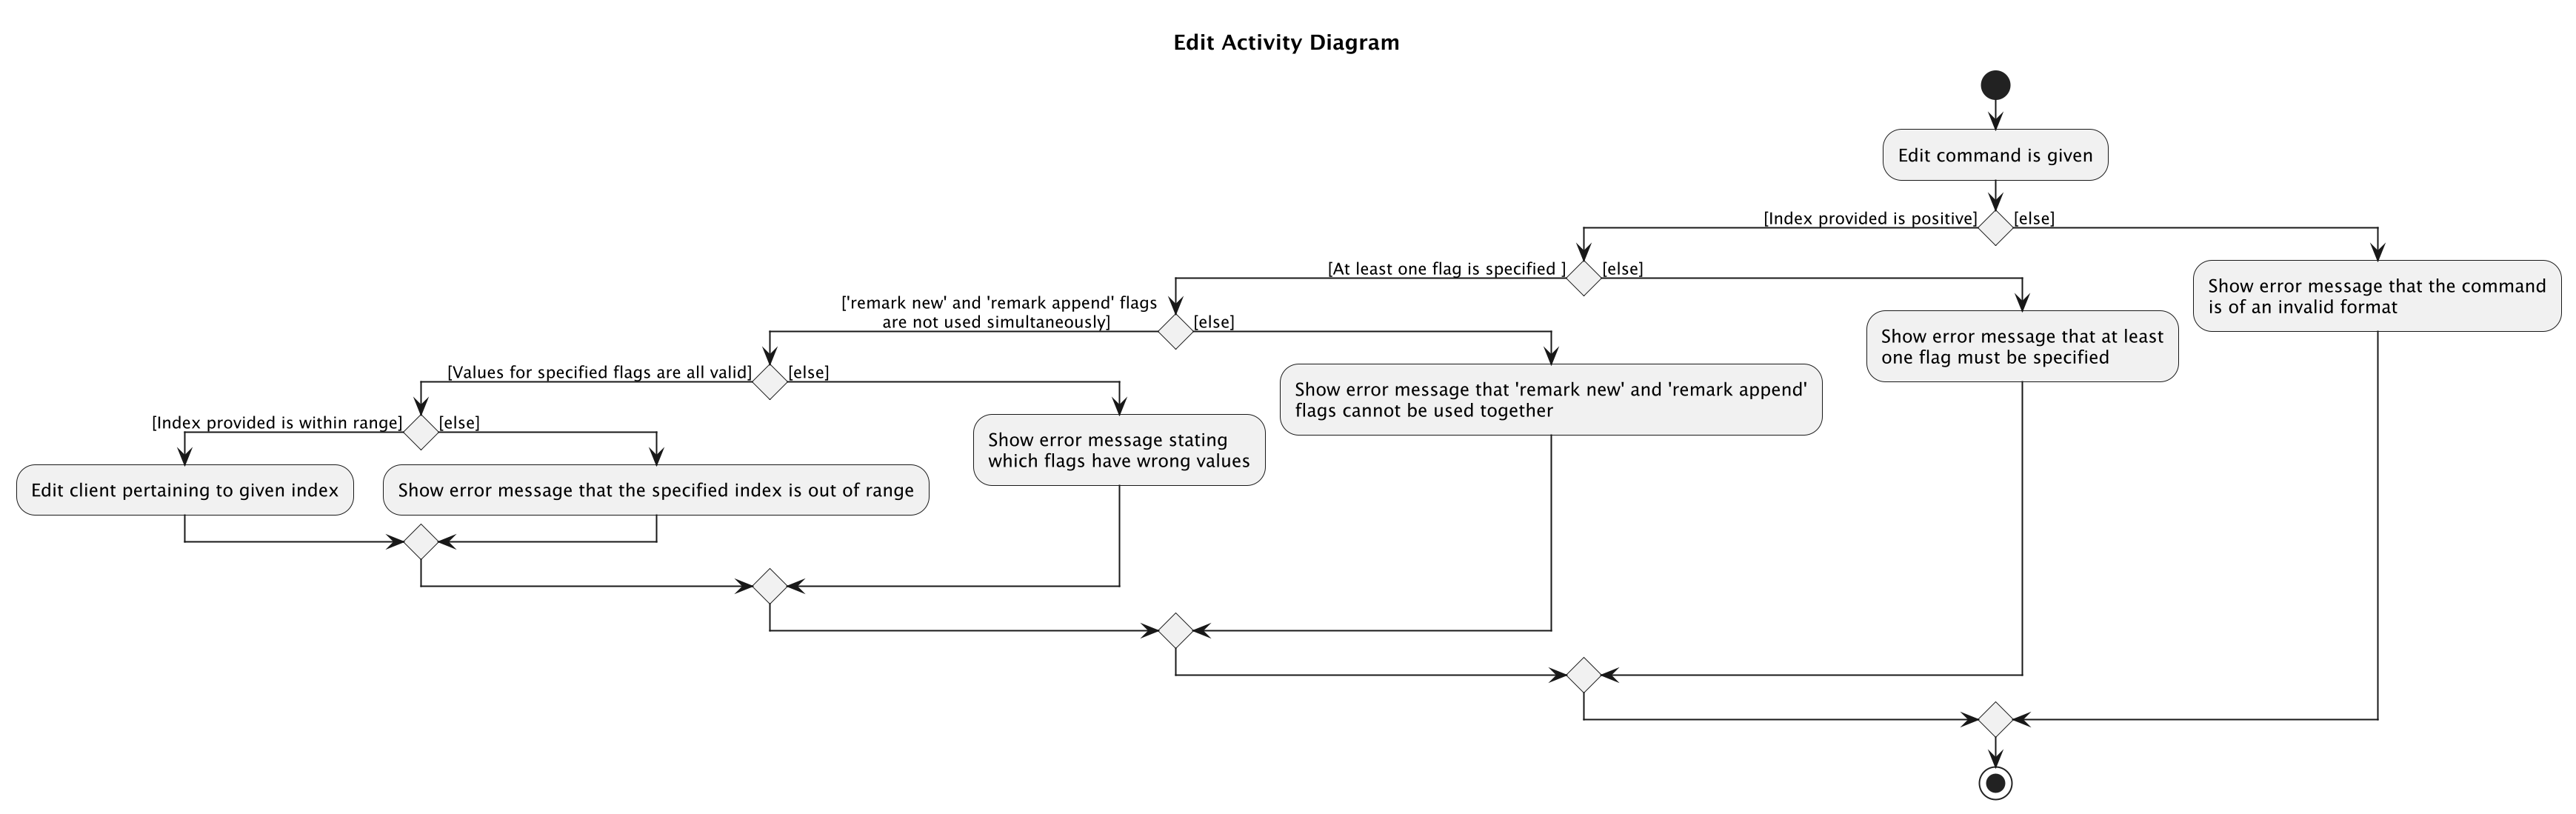 Edit Activity Diagram
Edit command is given
[Index provided is positive]
[else]
[At least one flag is specified ]
[else]
Show error message that the command
is of an invalid format
['remark new' and 'remark append' flags
are not used simultaneously]
[else]
Show error message that at least
one flag must be specified
[Values for specified flags are all valid]
[else]
Show error message that 'remark new' and 'remark append'
flags cannot be used together
[Index provided is within range]
[else]
Show error message stating
which flags have wrong values
Edit client pertaining to given index
Show error message that the specified index is out of range